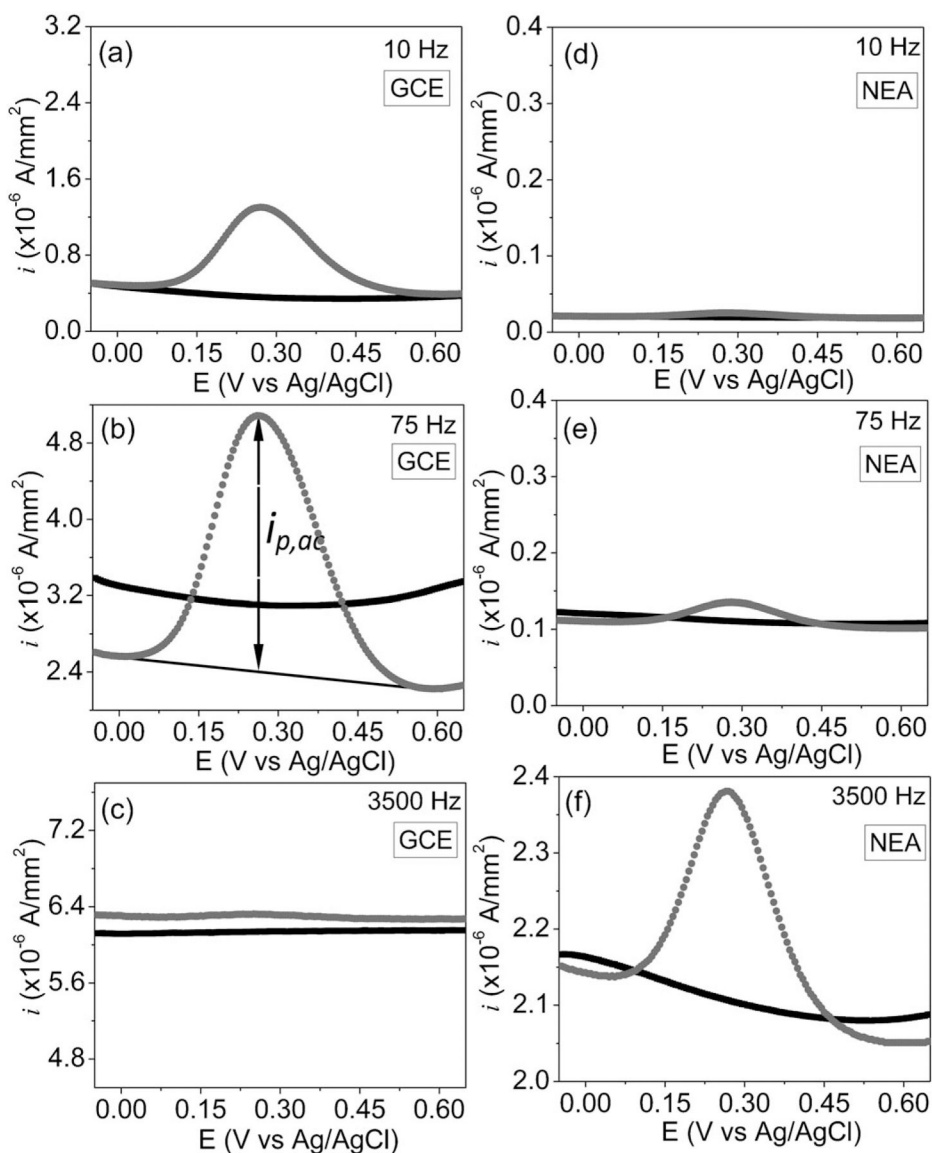 (a)
10 Hz
GCE
3.2
2.4
1.6
0.8
0.0
i (x10⁻⁶ A/mm²)
0.00 0.15 0.30 0.45 0.60
E (V vs Ag/AgCl)
(d)
10 Hz
NEA
0.4
0.3
0.2
0.1
0.0
i (x10⁻⁶ A/mm²)
0.00 0.15 0.30 0.45 0.60
E (V vs Ag/AgCl)
(b)
75 Hz
GCE
4.8
4.0
3.2
2.4
i (x10⁻⁶ A/mm²)
i_p,ac
0.00 0.15 0.30 0.45 0.60
E (V vs Ag/AgCl)
(e)
75 Hz
NEA
0.4
0.3
0.2
0.1
0.0
i (x10⁻⁶ A/mm²)
0.00 0.15 0.30 0.45 0.60
E (V vs Ag/AgCl)
(c)
3500 Hz
GCE
7.2
6.4
5.6
4.8
i (x10⁻⁶ A/mm²)
0.00 0.15 0.30 0.45 0.60
E (V vs Ag/AgCl)
(f)
3500 Hz
NEA
2.4
2.3
2.2
2.1
2.0
i (x10⁻⁶ A/mm²)
0.00 0.15 0.30 0.45 0.60
E (V vs Ag/AgCl)